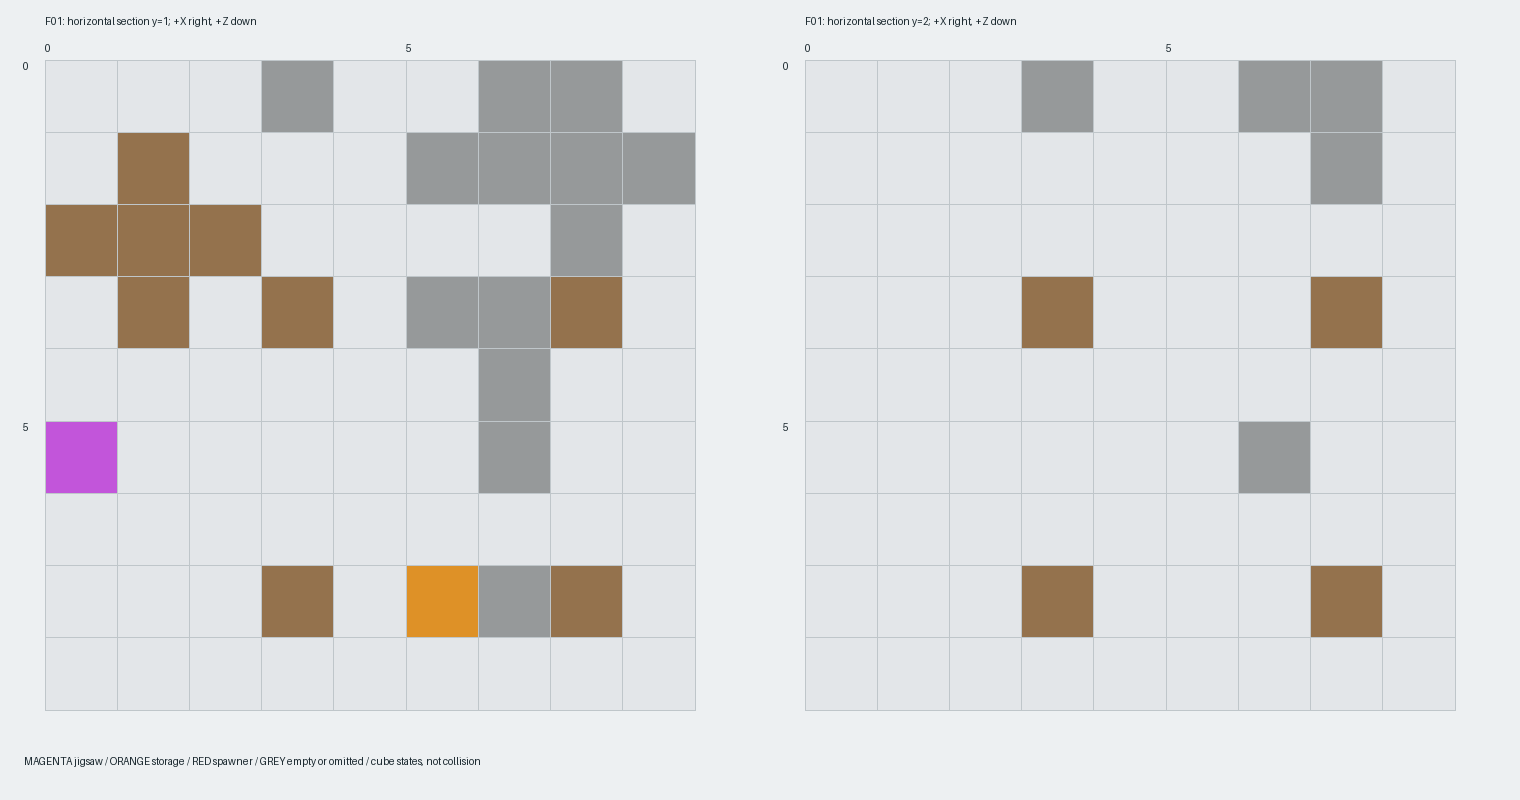 F01: horizontal section y=1; +X right, +Z down
F01: horizontal section y=2; +X right, +Z down
0 5
0 5
0
0
5
5
MAGENTA jigsaw / ORANGE storage / RED spawner / GREY empty or omitted / cube states, not collision